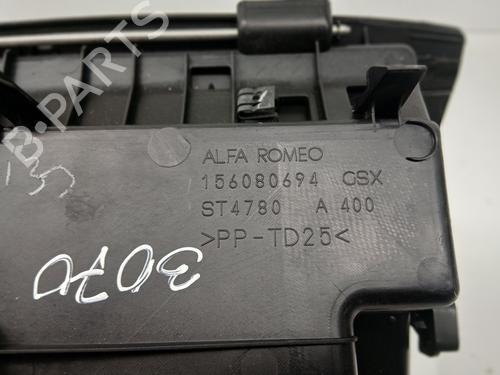 B-PARTS
ALFA ROMEO
156080694 GSX
ST4780 A 400
>PP-TD25<
3070